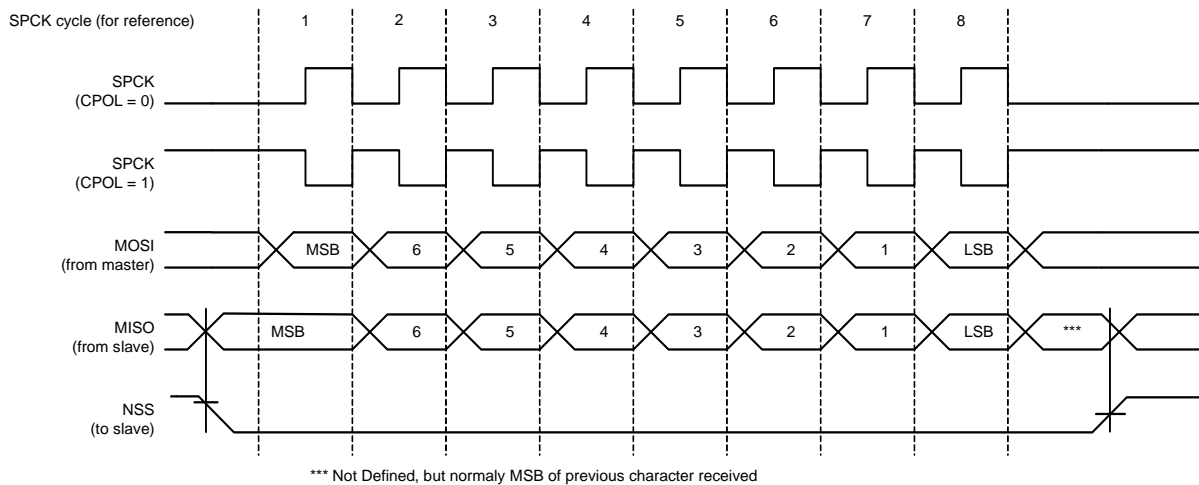 SPCK cycle (for reference) 1 2 3 4 5 6 7 8
SPCK
(CPOL = 0)
SPCK
(CPOL = 1)
MOSI
(from master)
MSB 6 5 4 3 2 1 LSB
MISO
(from slave)
MSB 6 5 4 3 2 1 LSB ***
NSS
(to slave)
*** Not Defined, but normaly MSB of previous character received